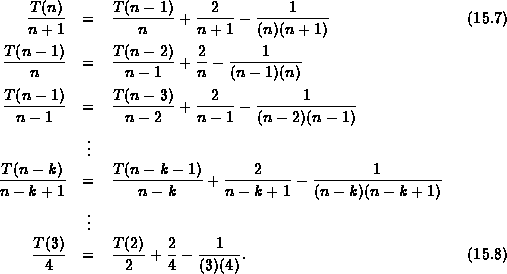 T(n)/(n+1) = T(n−1)/n + 2/(n+1) − 1/((n)(n+1)) (15.7)
T(n−1)/n = T(n−2)/(n−1) + 2/n − 1/((n−1)(n))
T(n−1)/(n−1) = T(n−3)/(n−2) + 2/(n−1) − 1/((n−2)(n−1))
⋮
T(n−k)/(n−k+1) = T(n−k−1)/(n−k) + 2/(n−k+1) − 1/((n−k)(n−k+1))
⋮
T(3)/4 = T(2)/2 + 2/4 − 1/((3)(4)). (15.8)